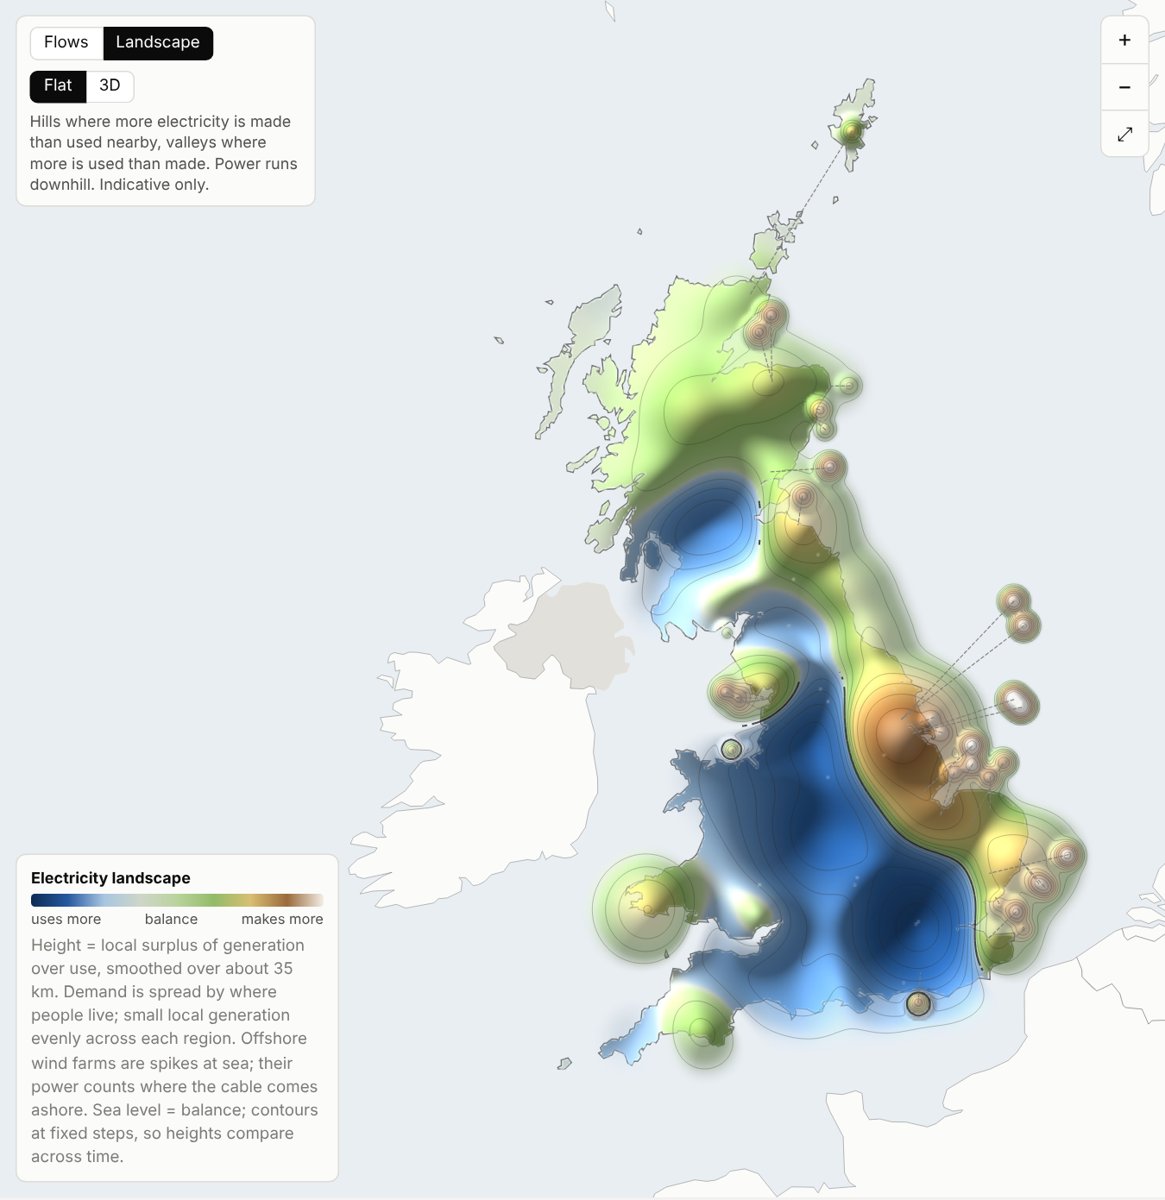 Flows Landscape
Flat 3D
Hills where more electricity is made
than used nearby, valleys where
more is used than made. Power runs
downhill. Indicative only.
+
−
⤢
Electricity landscape
uses more balance makes more
Height = local surplus of generation
over use, smoothed over about 35
km. Demand is spread by where
people live; small local generation
evenly across each region. Offshore
wind farms are spikes at sea; their
power counts where the cable comes
ashore. Sea level = balance; contours
at fixed steps, so heights compare
across time.